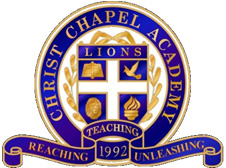 CHRIST CHAPEL ACADEMY
LIONS
TEACHING
REACHING 1992 UNLEASHING